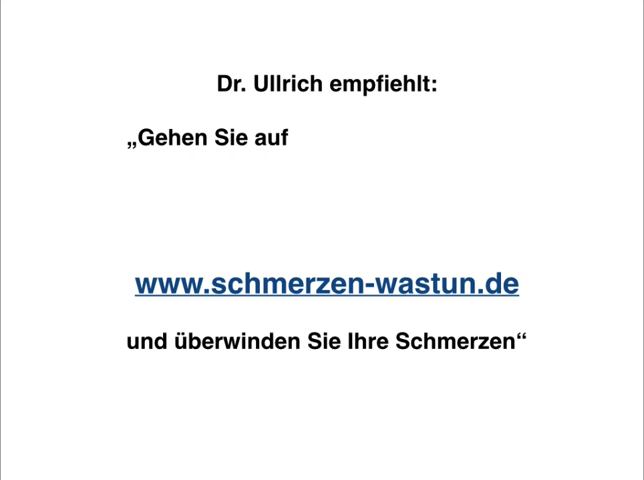 Dr. Ullrich empfiehlt:
„Gehen Sie auf
www.schmerzen-wastun.de
und überwinden Sie Ihre Schmerzen“